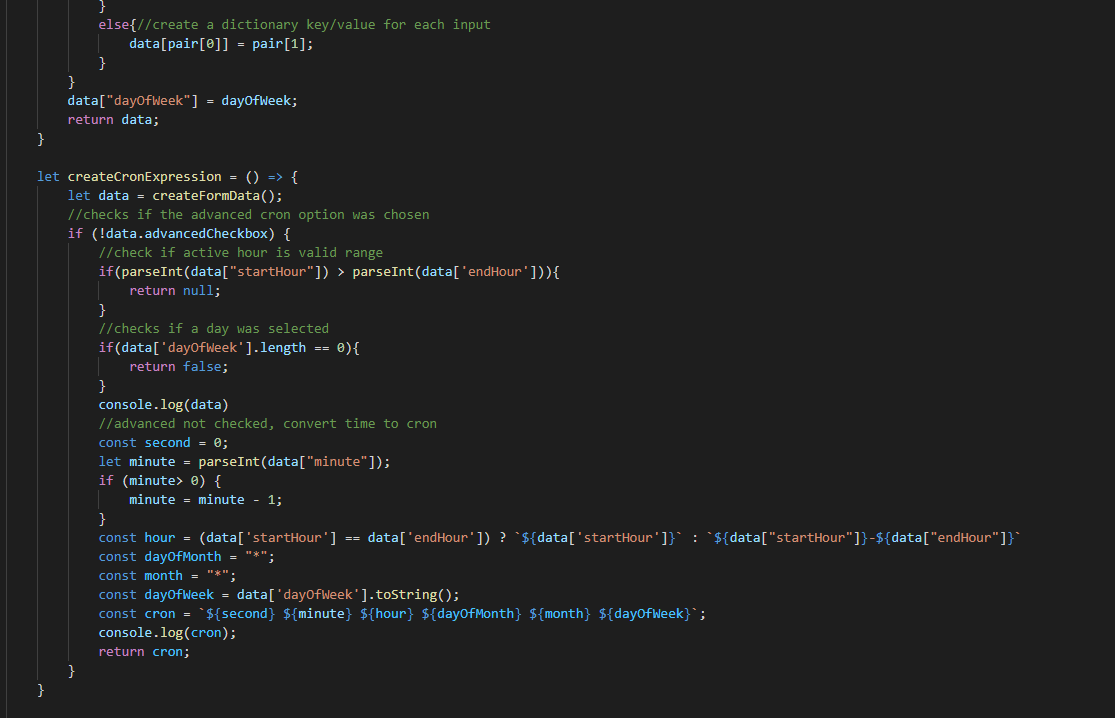 }
else{//create a dictionary key/value for each input
data[pair[0]] = pair[1];
}
}
data["dayOfWeek"] = dayOfWeek;
return data;
}
let createCronExpression = () => {
let data = createFormData();
//checks if the advanced cron option was chosen
if (!data.advancedCheckbox) {
//check if active hour is valid range
if(parseInt(data["startHour"]) > parseInt(data['endHour'])){
return null;
}
//checks if a day was selected
if(data['dayOfWeek'].length == 0){
return false;
}
console.log(data)
//advanced not checked, convert time to cron
const second = 0;
let minute = parseInt(data["minute"]);
if (minute> 0) {
minute = minute - 1;
}
const hour = (data['startHour'] == data['endHour']) ? `${data['startHour']}` : `${data["startHour"]}-${data["endHour"]}`
const dayOfMonth = "*";
const month = "*";
const dayOfWeek = data['dayOfWeek'].toString();
const cron = `${second} ${minute} ${hour} ${dayOfMonth} ${month} ${dayOfWeek}`;
console.log(cron);
return cron;
}
}